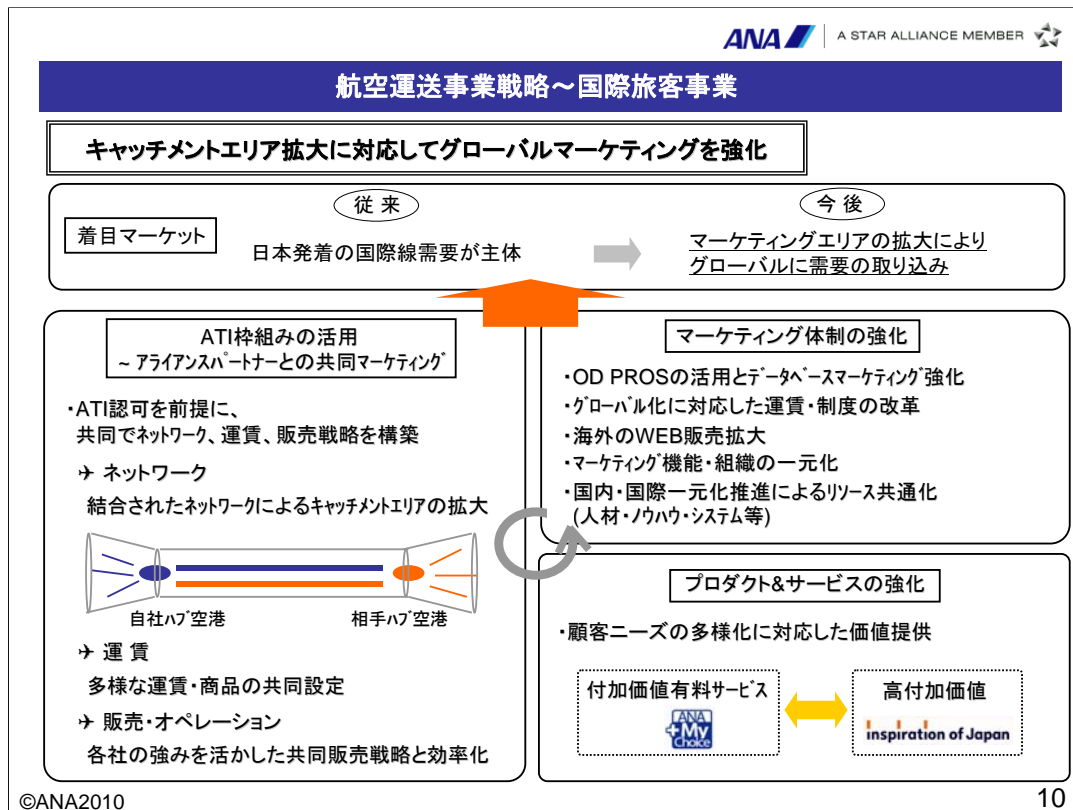 ANA A STAR ALLIANCE MEMBER
航空運送事業戦略～国際旅客事業
キャッチメントエリア拡大に対応してグローバルマーケティングを強化
従 来
今 後
着目マーケット
日本発着の国際線需要が主体
マーケティングエリアの拡大により
グローバルに需要の取り込み
ATI枠組みの活用
~ アライアンスパートナーとの共同マーケティング
・ATI認可を前提に、
共同でネットワーク、運賃、販売戦略を構築
✈ ネットワーク
結合されたネットワークによるキャッチメントエリアの拡大
自社ハブ空港
相手ハブ空港
✈ 運 賃
多様な運賃・商品の共同設定
✈ 販売・オペレーション
各社の強みを活かした共同販売戦略と効率化
マーケティング体制の強化
・OD PROSの活用とデータベースマーケティング強化
・グローバル化に対応した運賃・制度の改革
・海外のWEB販売拡大
・マーケティング機能・組織の一元化
・国内・国際一元化推進によるリソース共通化
(人材・ノウハウ・システム等)
プロダクト&サービスの強化
・顧客ニーズの多様化に対応した価値提供
付加価値有料サービス
ANA
+My
Choice
高付加価値
inspiration of Japan
©ANA2010
10